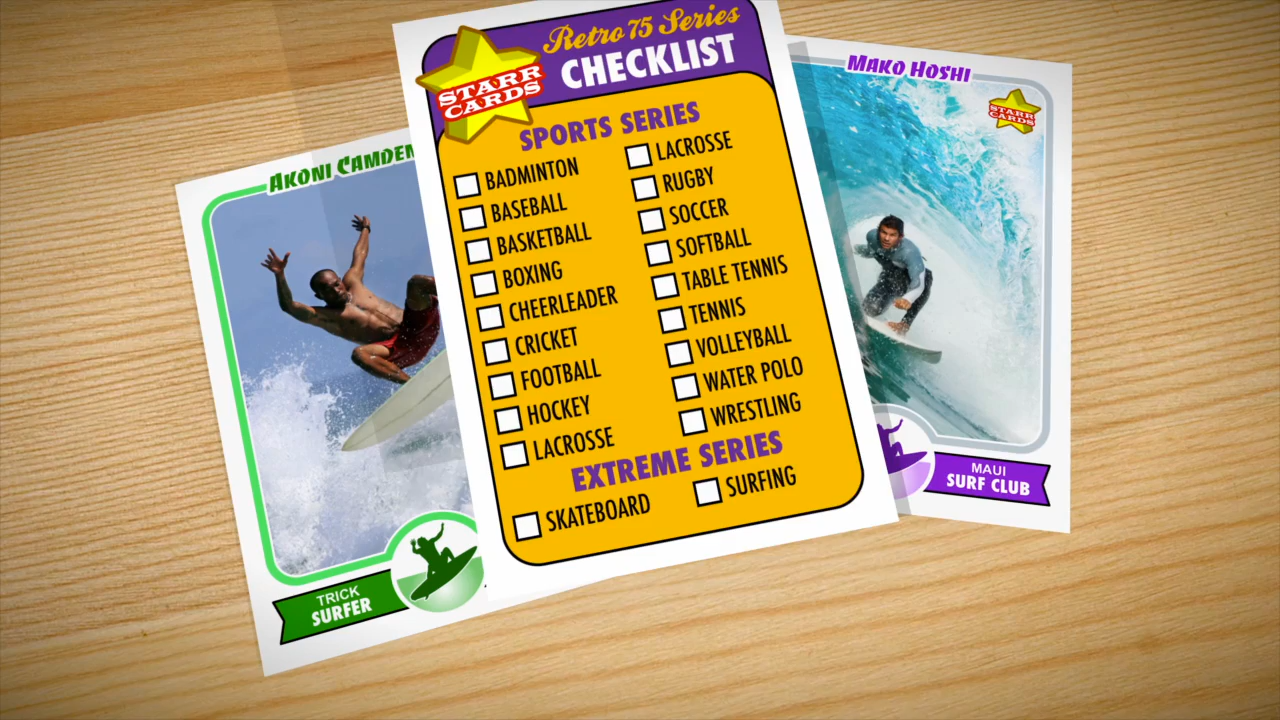 AKONI CAMDEN
TRICK
SURFER
Retro 75 Series
CHECKLIST
STARR
CARDS
SPORTS SERIES
BADMINTON
BASEBALL
BASKETBALL
BOXING
CHEERLEADER
CRICKET
FOOTBALL
HOCKEY
LACROSSE
LACROSSE
RUGBY
SOCCER
SOFTBALL
TABLE TENNIS
TENNIS
VOLLEYBALL
WATER POLO
WRESTLING
EXTREME SERIES
SKATEBOARD
SURFING
MAKO HOSHI
STARR
CARDS
MAUI
SURF CLUB